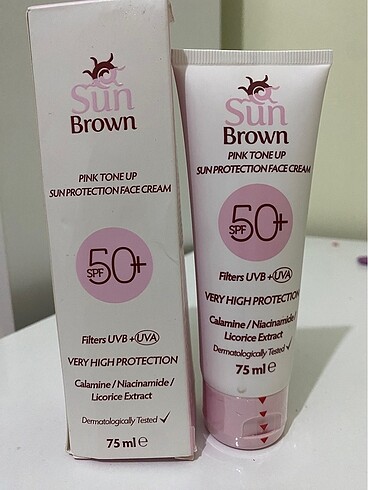 Sun
Brown
PINK TONE UP
SUN PROTECTION FACE CREAM
SPF 50+
Filters UVB + UVA
VERY HIGH PROTECTION
Calamine / Niacinamide /
Licorice Extract
Dermatologically Tested ✓
75 ml e
Sun
Brown
PINK TONE UP
SUN PROTECTION FACE CREAM
SPF 50+
Filters UVB + UVA
VERY HIGH PROTECTION
Calamine / Niacinamide /
Licorice Extract
Dermatologically Tested ✓
75 ml e